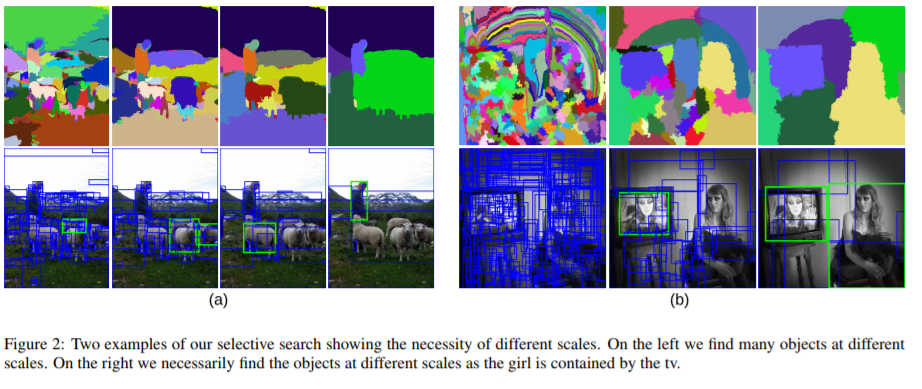 (a)
(b)
Figure 2: Two examples of our selective search showing the necessity of different scales. On the left we find many objects at different
scales. On the right we necessarily find the objects at different scales as the girl is contained by the tv.